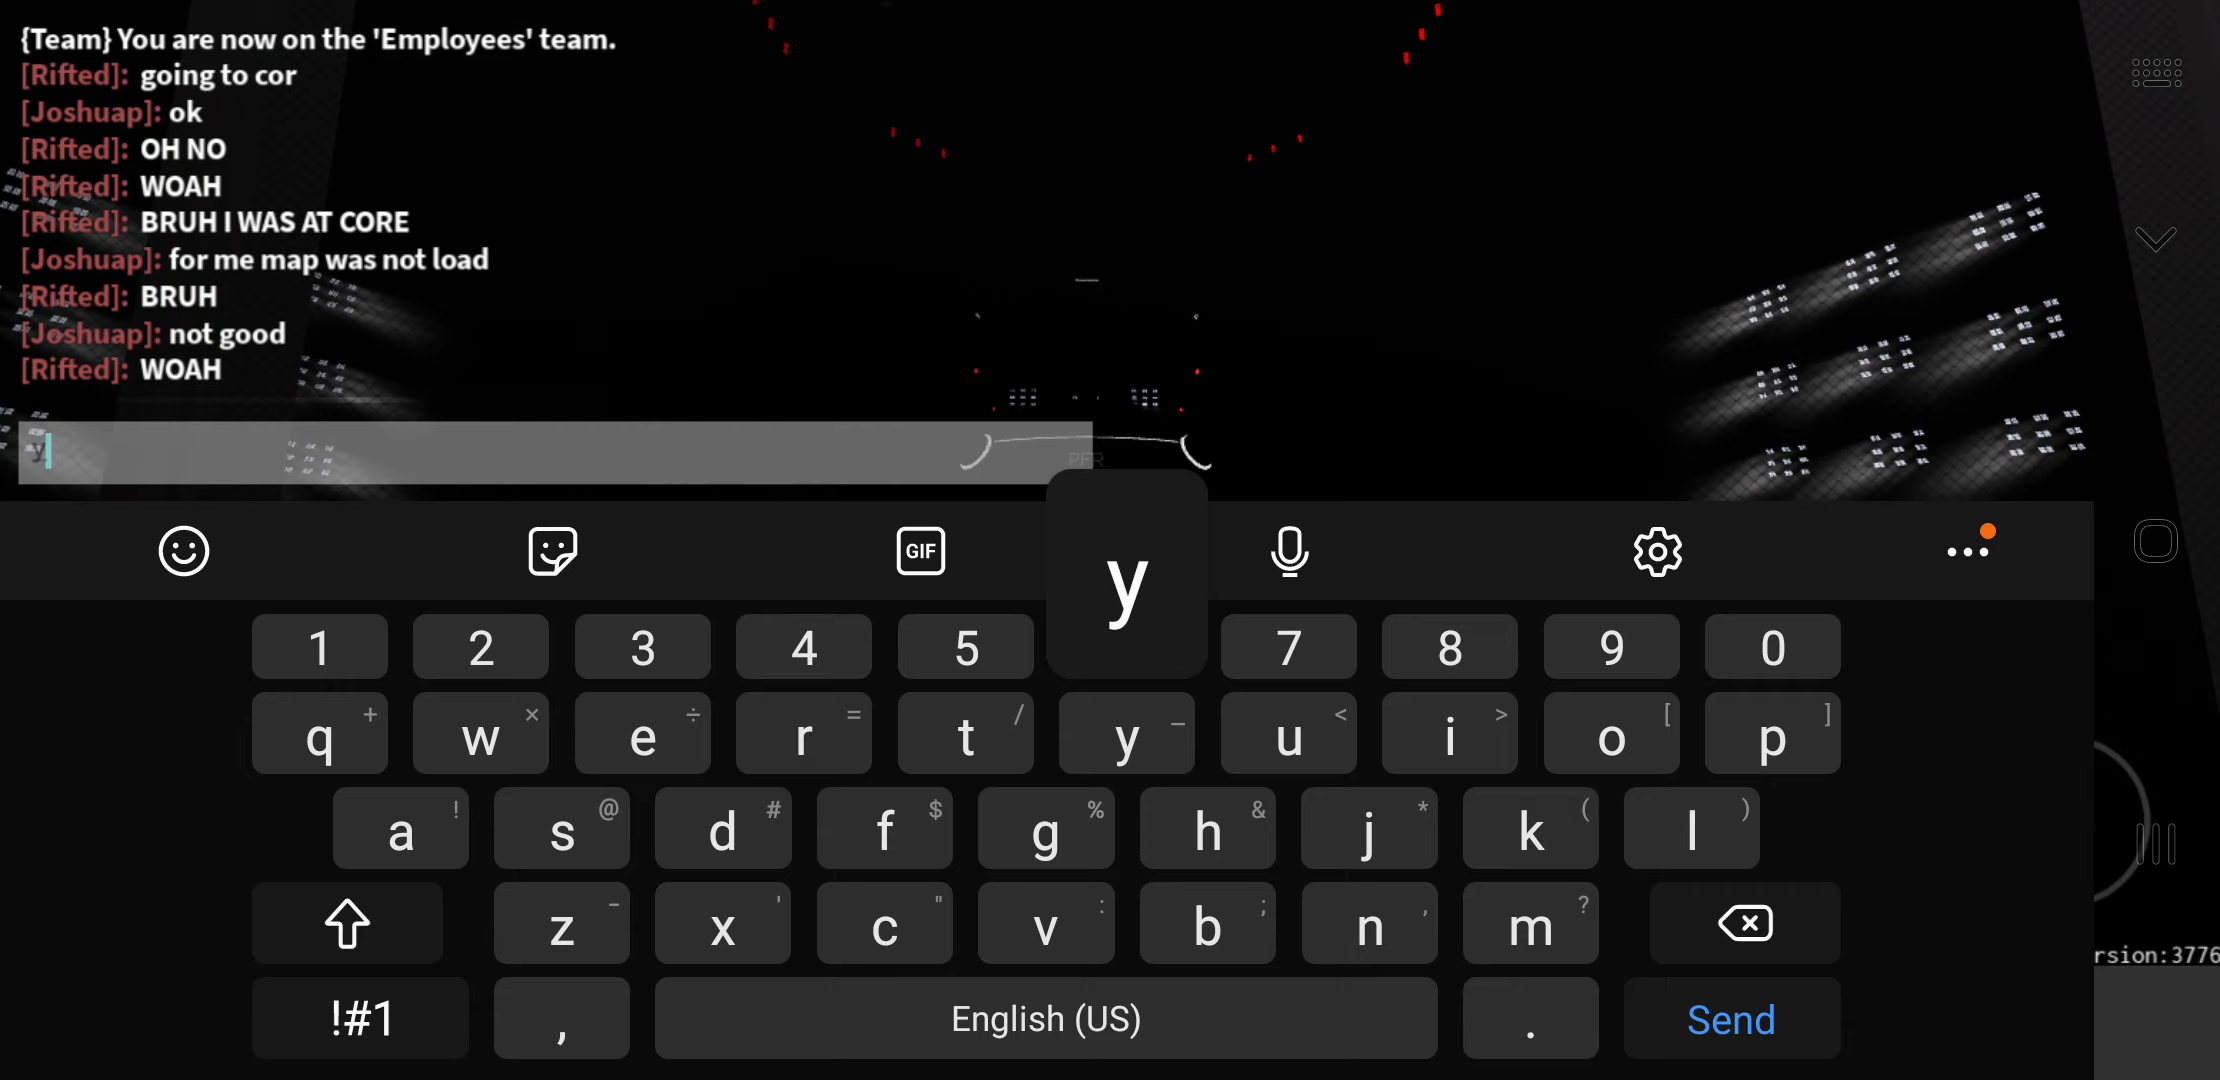 {Team} You are now on the 'Employees' team.
[Rifted]: going to cor
[Joshuap]: ok
[Rifted]: OH NO
[Rifted]: WOAH
[Rifted]: BRUH I WAS AT CORE
[Joshuap]: for me map was not load
[Rifted]: BRUH
[Joshuap]: not good
[Rifted]: WOAH
y
GIF
y
1 2 3 4 5 7 8 9 0
q + w × e ÷ r = t / y _ u < i > o [ p ]
a ! s @ d # f $ g % h & j * k ( l )
z - x ' c " v : b ; n , m ?
rsion:3776
!#1 , English (US) . Send